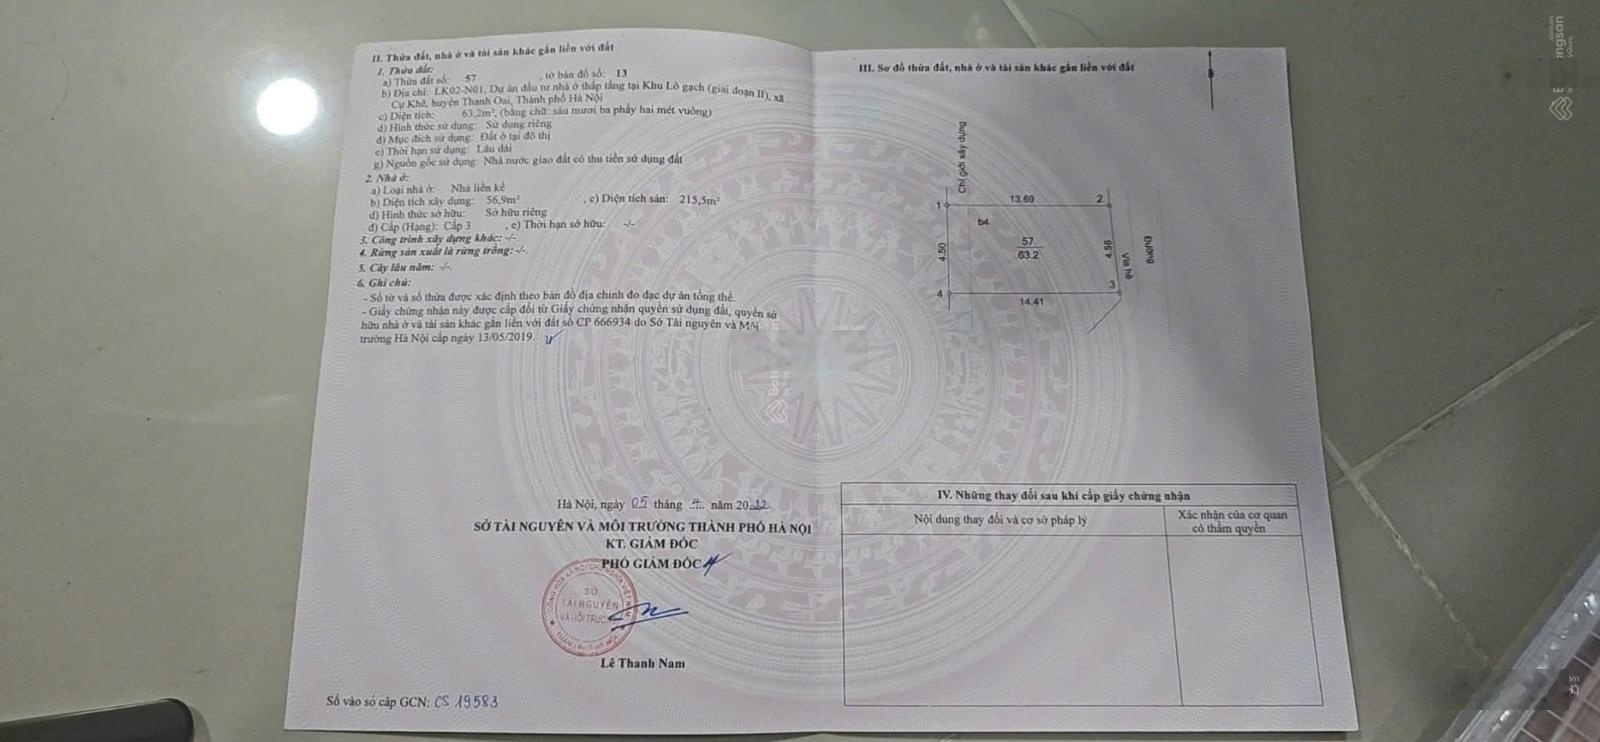 II. Thửa đất, nhà ở và tài sản khác gắn liền với đất
1. Thửa đất:
a) Thửa đất số: 57 , tờ bản đồ số: 13
b) Địa chỉ: LK02-N01, Dự án đầu tư nhà ở thấp tầng tại Khu Lò gạch (giai đoạn II), xã
Cự Khê, huyện Thanh Oai, Thành phố Hà Nội
c) Diện tích: 63,2m², (bằng chữ: sáu mươi ba phẩy hai mét vuông)
d) Hình thức sử dụng: Sử dụng riêng
đ) Mục đích sử dụng: Đất ở tại đô thị
e) Thời hạn sử dụng: Lâu dài
g) Nguồn gốc sử dụng: Nhà nước giao đất có thu tiền sử dụng đất
2. Nhà ở:
a) Loại nhà ở: Nhà liền kề
b) Diện tích xây dựng: 56,9m² , c) Diện tích sàn: 215,5m²
d) Hình thức sở hữu: Sở hữu riêng
đ) Cấp (Hạng): Cấp 3 , e) Thời hạn sở hữu: -/-
3. Công trình xây dựng khác: -/-
4. Rừng sản xuất là rừng trồng: -/-.
5. Cây lâu năm: -/-.
6. Ghi chú:
- Số tờ và số thửa được xác định theo bản đồ địa chính đo đạc dự án tổng thể.
- Giấy chứng nhận này được cấp đổi từ Giấy chứng nhận quyền sử dụng đất, quyền sở
hữu nhà ở và tài sản khác gắn liền với đất số CP 666934 do Sở Tài nguyên và Môi
trường Hà Nội cấp ngày 13/05/2019.
Hà Nội, ngày 05 tháng 4 năm 2022
SỞ TÀI NGUYÊN VÀ MÔI TRƯỜNG THÀNH PHỐ HÀ NỘI
KT. GIÁM ĐỐC
PHÓ GIÁM ĐỐC
SỞ
TÀI NGUYÊN
VÀ MÔI TRƯỜNG
Lê Thanh Nam
Số vào sổ cấp GCN: CS 19583
III. Sơ đồ thửa đất, nhà ở và tài sản khác gắn liền với đất
B
Chỉ giới xây dựng
1 13.69 2
b4
4.50
57
63.2
4.56
Vỉa hè
Đường
4 14.41 3
IV. Những thay đổi sau khi cấp giấy chứng nhận
Nội dung thay đổi và cơ sở pháp lý
Xác nhận của cơ quan
có thẩm quyền